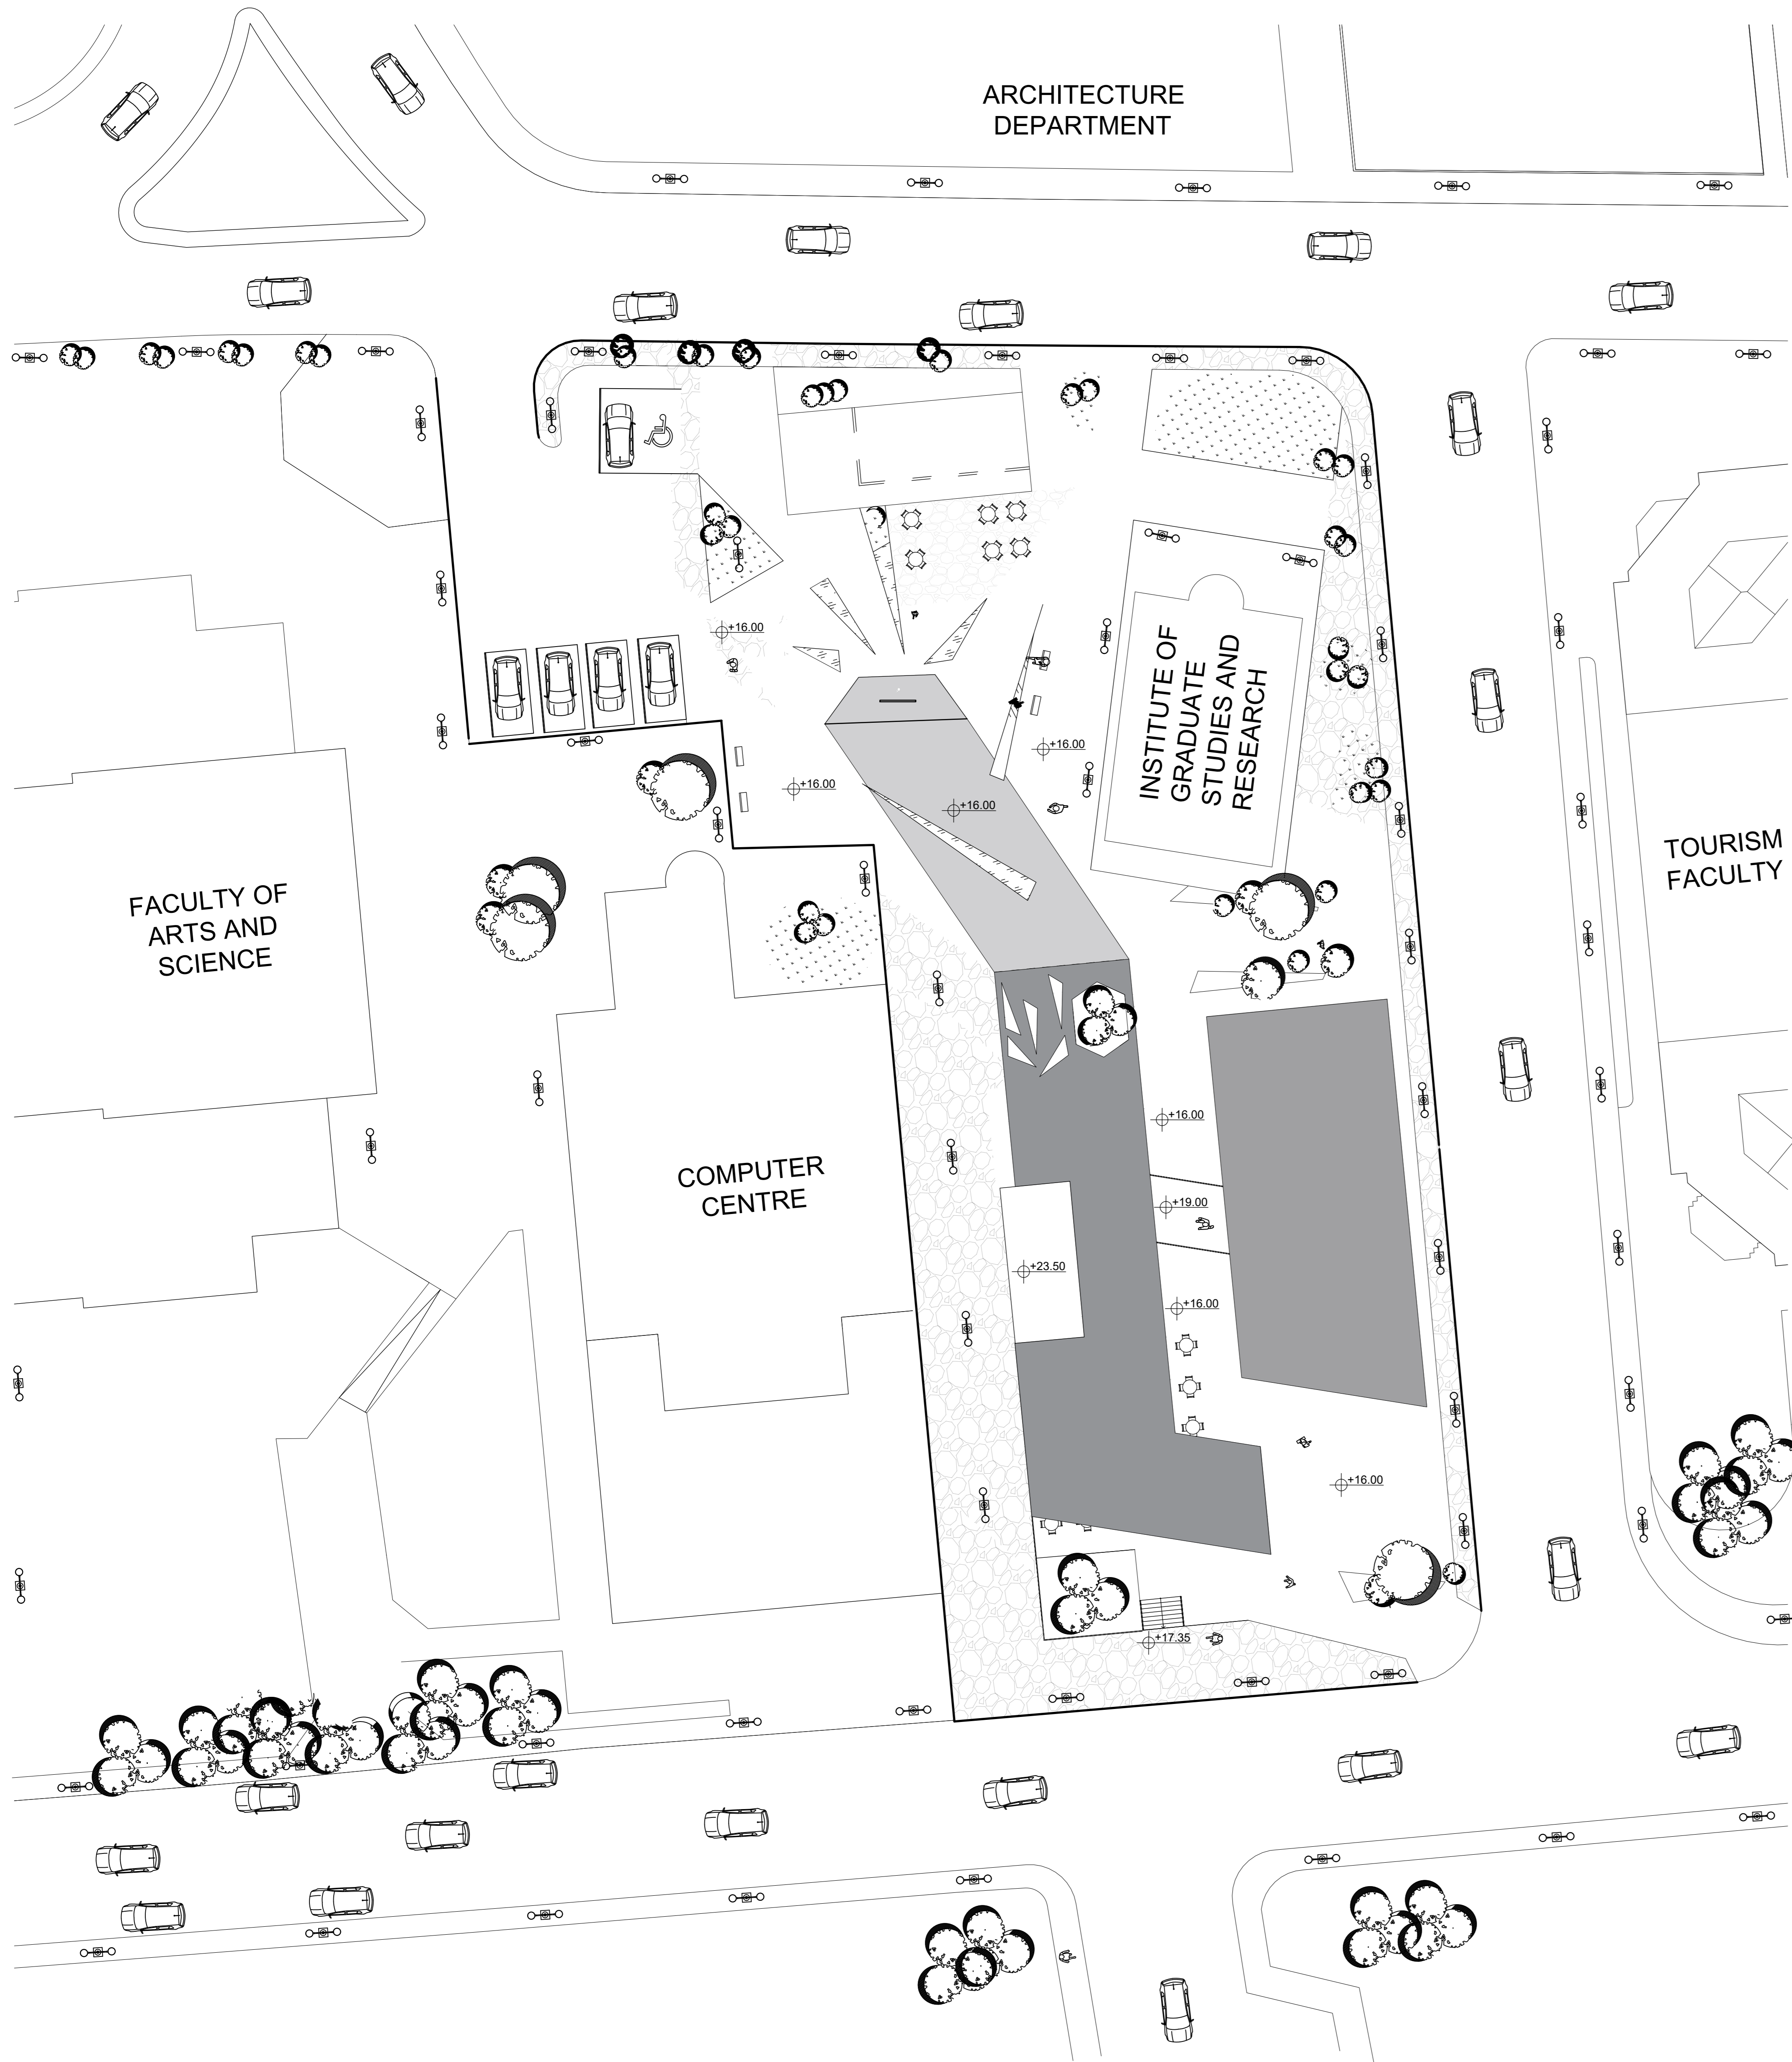 ARCHITECTURE
DEPARTMENT
+16.00
INSTITUTE OF
GRADUATE
STUDIES AND
RESEARCH
+16.00
+16.00
+16.00
TOURISM
FACULTY
FACULTY OF
ARTS AND
SCIENCE
+16.00
COMPUTER
CENTRE
+19.00
+23.50
+16.00
+16.00
+17.35